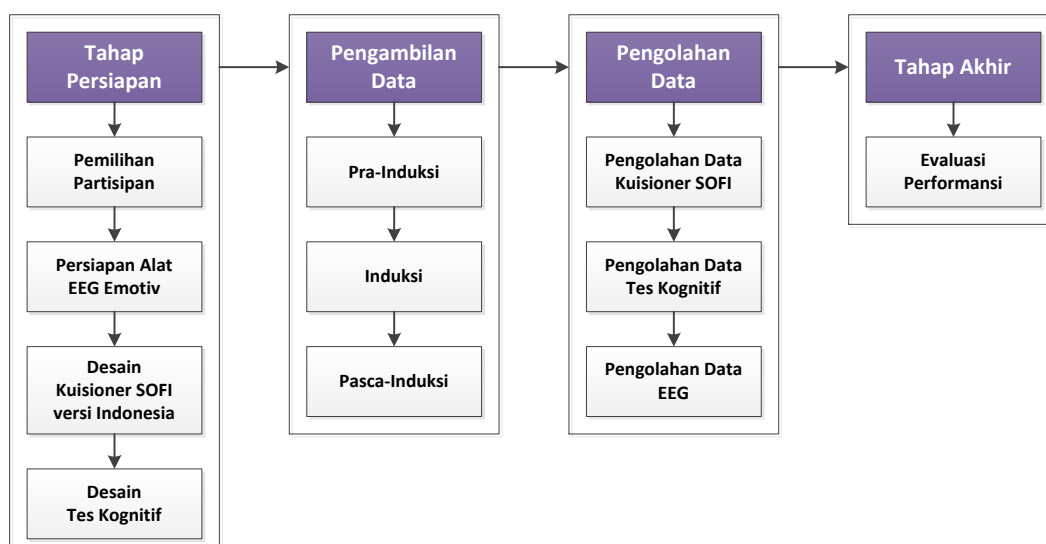 Tahap
Persiapan
Pemilihan
Partisipan
Persiapan Alat
EEG Emotiv
Desain
Kuisioner SOFI
versi Indonesia
Desain
Tes Kognitif
Pengambilan
Data
Pra-Induksi
Induksi
Pasca-Induksi
Pengolahan
Data
Pengolahan Data
Kuisioner SOFI
Pengolahan Data
Tes Kognitif
Pengolahan Data
EEG
Tahap Akhir
Evaluasi
Performansi